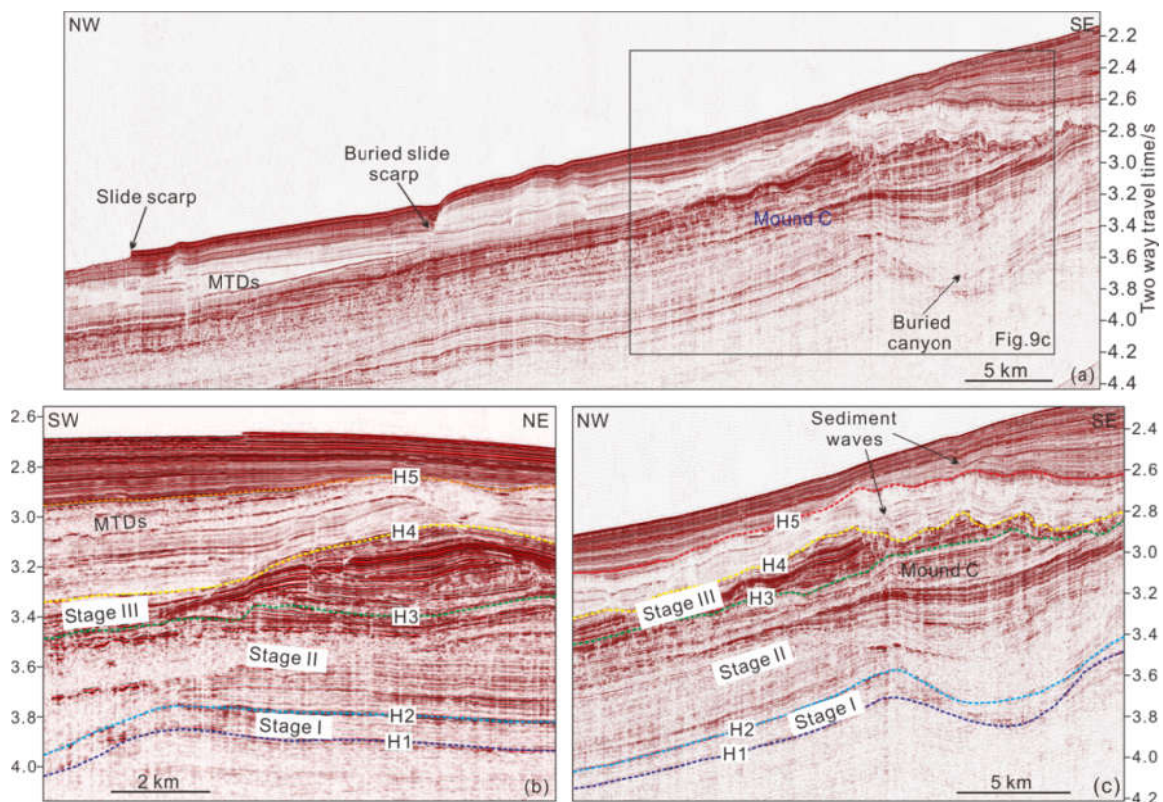 NW
SE
2.2
2.4
2.6
2.8
3.0
3.2
3.4
3.6
3.8
4.0
4.2
4.4
Two way travel time/s
Slide scarp
Buried slide
scarp
MTDs
Mound C
Buried
canyon
Fig.9c
5 km
(a)
SW
NE
2.6
2.8
3.0
3.2
3.4
3.6
3.8
4.0
H5
MTDs
H4
Stage III
H3
Stage II
H2
Stage I
H1
2 km
(b)
NW
SE
Sediment
waves
2.4
2.6
2.8
3.0
3.2
3.4
3.6
3.8
4.0
4.2
H5
H4
Mound C
Stage III
H3
Stage II
H2
Stage I
H1
5 km
(c)